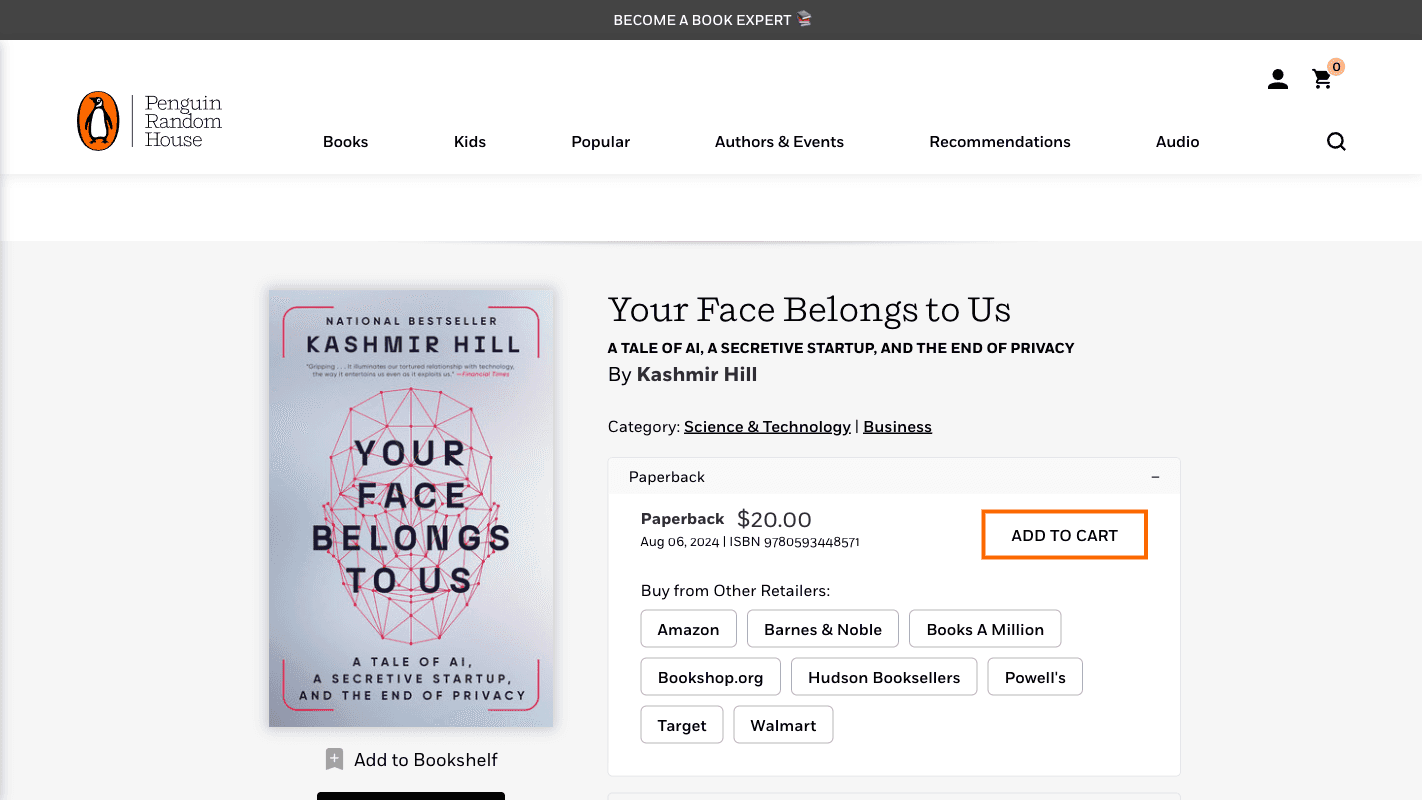 BECOME A BOOK EXPERT
0
Penguin
Random
House
Books
Kids
Popular
Authors & Events
Recommendations
Audio
NATIONAL BESTSELLER
KASHMIR HILL
"Gripping . . . It illuminates our tortured relationship with technology,
the way it entertains us even as it exploits us." —Financial Times
YOUR
FACE
BELONGS
TO US
A TALE OF AI,
A SECRETIVE STARTUP,
AND THE END OF PRIVACY
Add to Bookshelf
Your Face Belongs to Us
A TALE OF AI, A SECRETIVE STARTUP, AND THE END OF PRIVACY
By Kashmir Hill
Category: Science & Technology | Business
Paperback
Paperback $20.00
Aug 06, 2024 | ISBN 9780593448571
ADD TO CART
Buy from Other Retailers:
Amazon
Barnes & Noble
Books A Million
Bookshop.org
Hudson Booksellers
Powell's
Target
Walmart